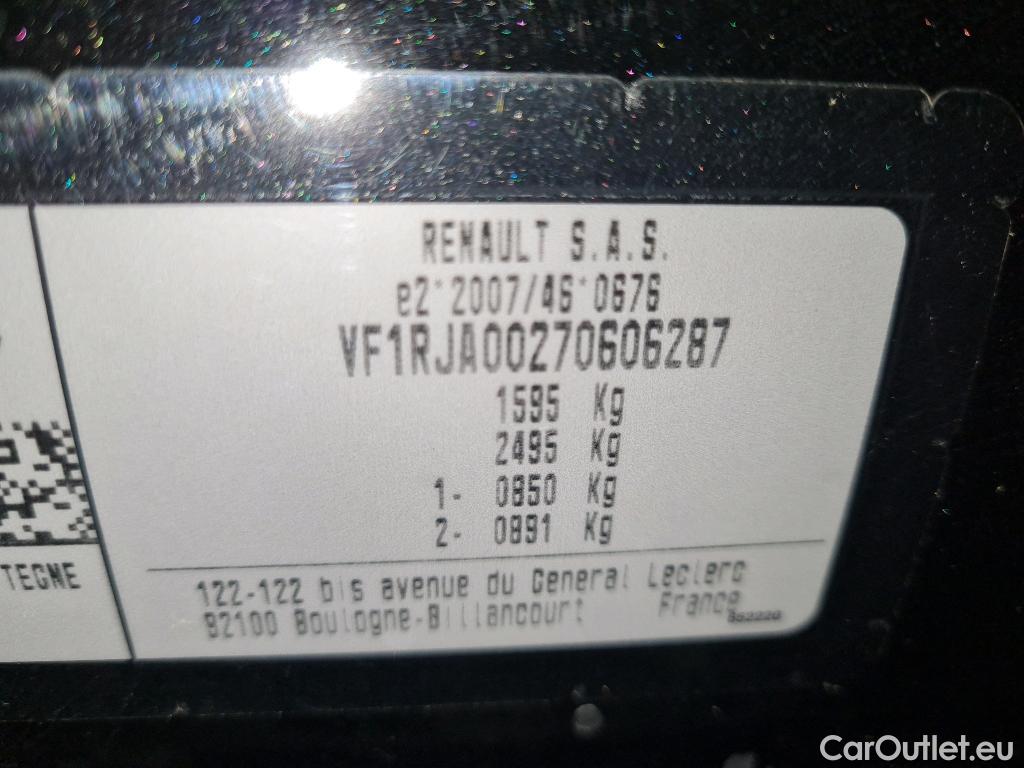 RENAULT S.A.S.
e2*2007/46*0676
VF1RJA00270606287
1595 Kg
2495 Kg
1- 0850 Kg
2- 0891 Kg
TEGNE
122-122 bis avenue du General Leclerc
92100 Boulogne-Billancourt France
CarOutlet.eu